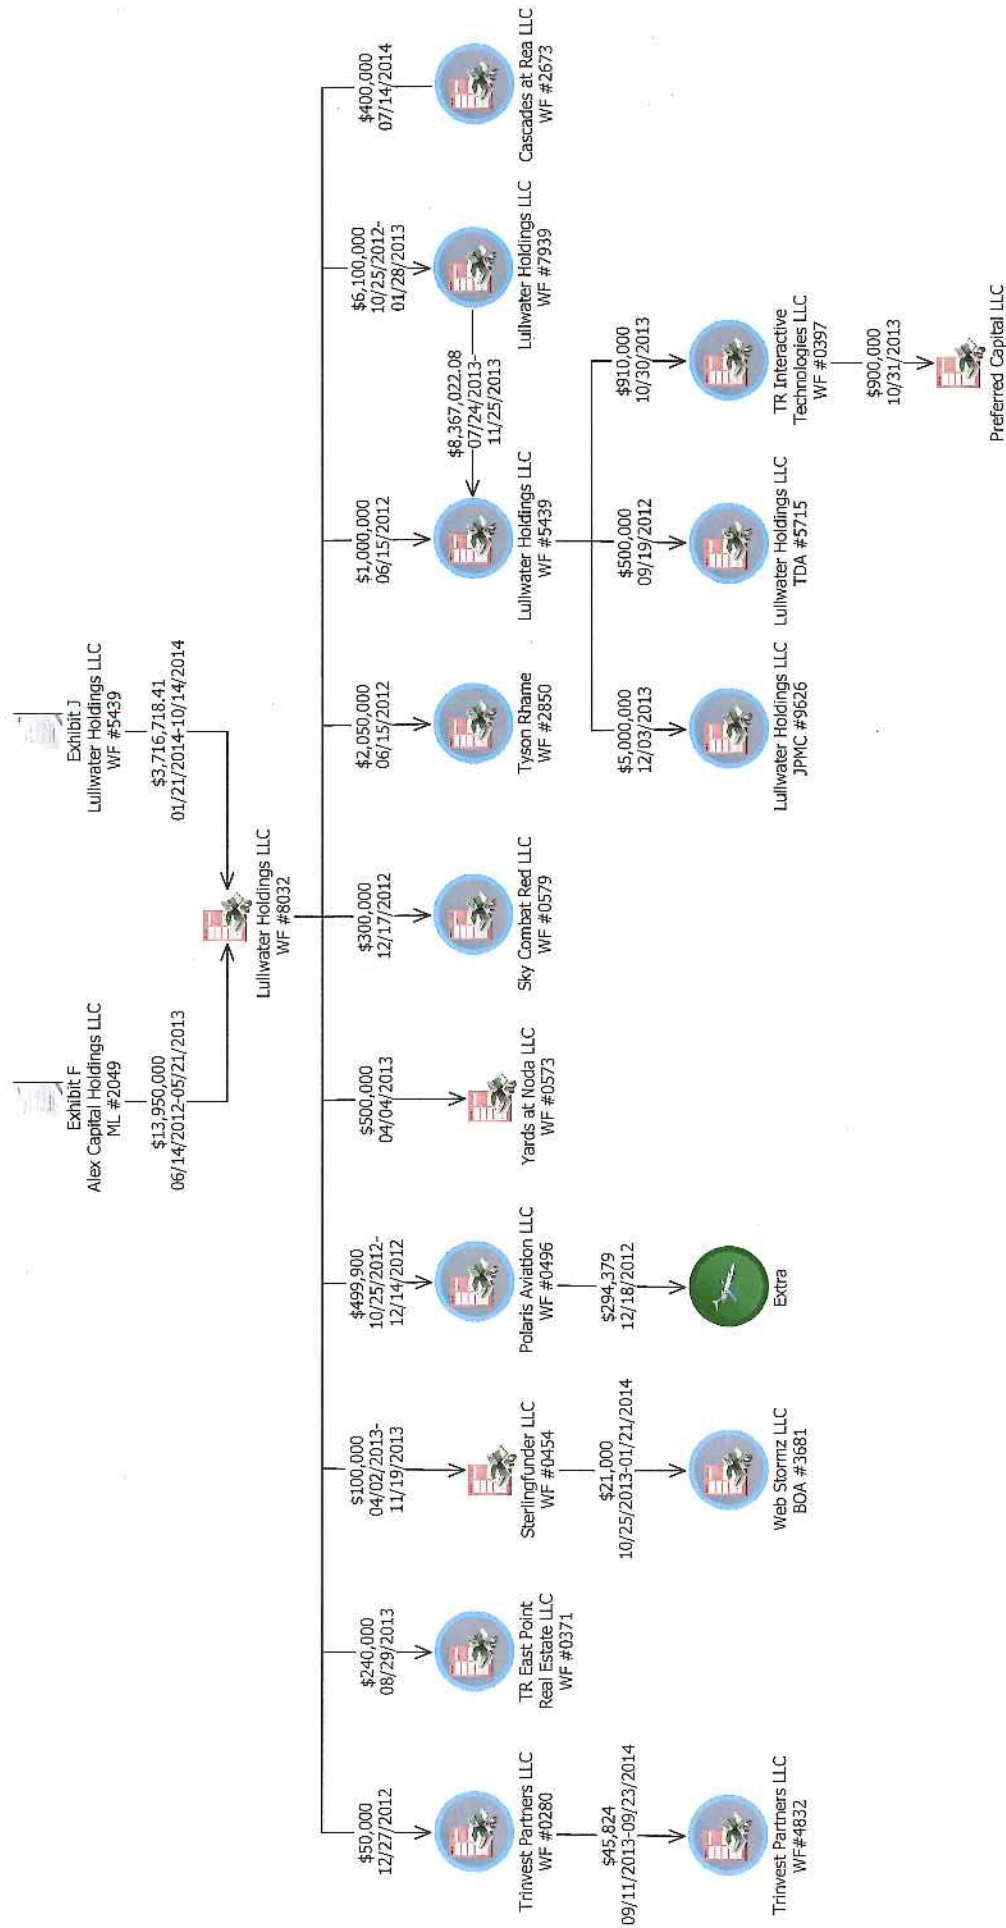 Exhibit F
Alex Capital Holdings LLC
ML #2049
$13,950,000
06/14/2012-05/21/2013
Exhibit J
Lullwater Holdings LLC
WF #5439
$3,716,718.41
01/21/2014-10/14/2014
Lullwater Holdings LLC
WF #8032
$50,000
12/27/2012
Trinvest Partners LLC
WF #0280
$45,824
09/11/2013-09/23/2014
Trinvest Partners LLC
WF#4832
$240,000
08/29/2013
TR East Point
Real Estate LLC
WF #0371
$100,000
04/02/2013-
11/19/2013
Sterlingfunder LLC
WF #0454
$21,000
10/25/2013-01/21/2014
Web Stormz LLC
BOA #3681
$499,900
10/25/2012-
12/14/2012
Polaris Aviation LLC
WF #0496
$294,379
12/18/2012
Extra
$500,000
04/04/2013
Yards at Noda LLC
WF #0573
$300,000
12/17/2012
Sky Combat Red LLC
WF #0579
$2,050,000
06/15/2012
Tyson Rhame
WF #2850
$1,000,000
06/15/2012
Lullwater Holdings LLC
WF #5439
$8,367,022.08
07/24/2013-
11/25/2013
$6,100,000
10/25/2012-
01/28/2013
Lullwater Holdings LLC
WF #7939
$400,000
07/14/2014
Cascades at Rea LLC
WF #2673
$5,000,000
12/03/2013
Lullwater Holdings LLC
JPMC #9626
$500,000
09/19/2012
Lullwater Holdings LLC
TDA #5715
$910,000
10/30/2013
TR Interactive
Technologies LLC
WF #0397
$900,000
10/31/2013
Preferred Capital LLC